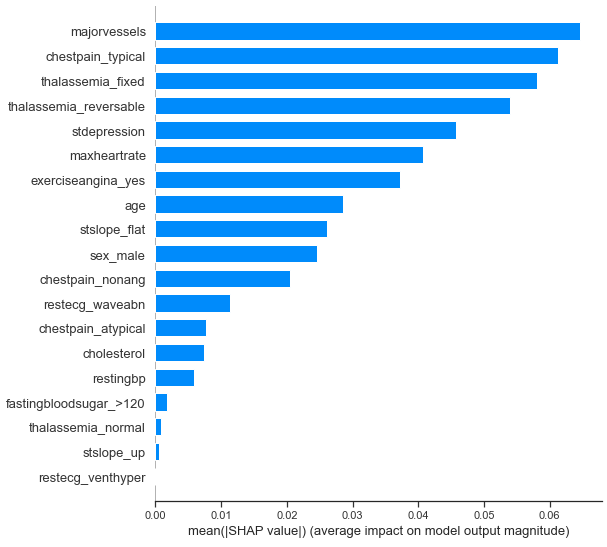 majorvessels
chestpain_typical
thalassemia_fixed
thalassemia_reversable
stdepression
maxheartrate
exerciseangina_yes
age
stslope_flat
sex_male
chestpain_nonang
restecg_waveabn
chestpain_atypical
cholesterol
restingbp
fastingbloodsugar_>120
thalassemia_normal
stslope_up
restecg_venthyper
0.00 0.01 0.02 0.03 0.04 0.05 0.06
mean(|SHAP value|) (average impact on model output magnitude)